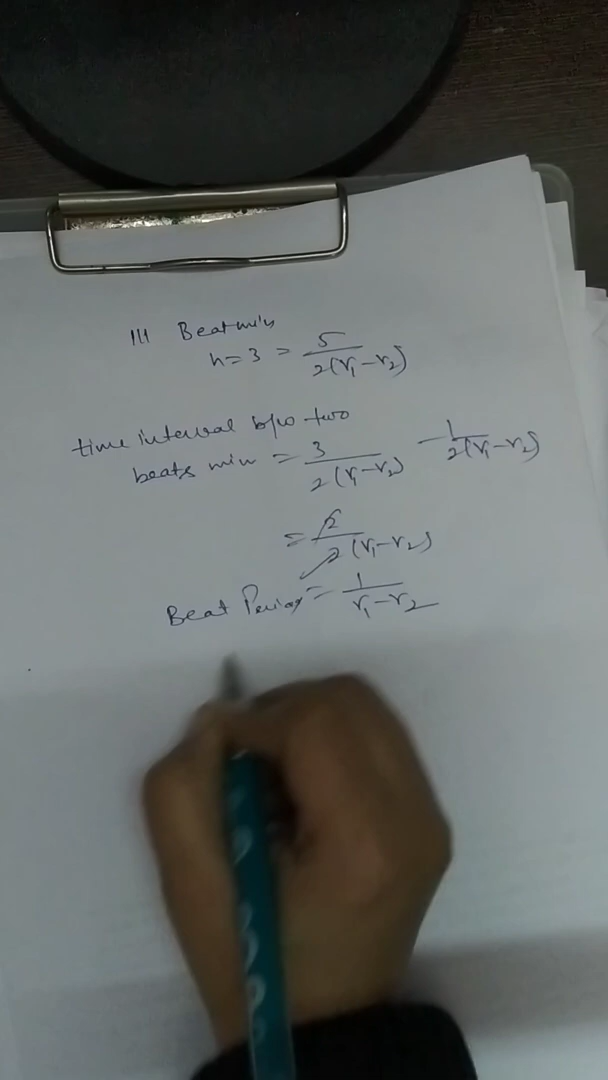 III Beat min
n=3 = 5/2(ν₁-ν₂)
time interval b/w two
beats min = 3/2(ν₁-ν₂) - 1/2(ν₁-ν₂)
= 2/2(ν₁-ν₂)
Beat Period = 1/ν₁-ν₂